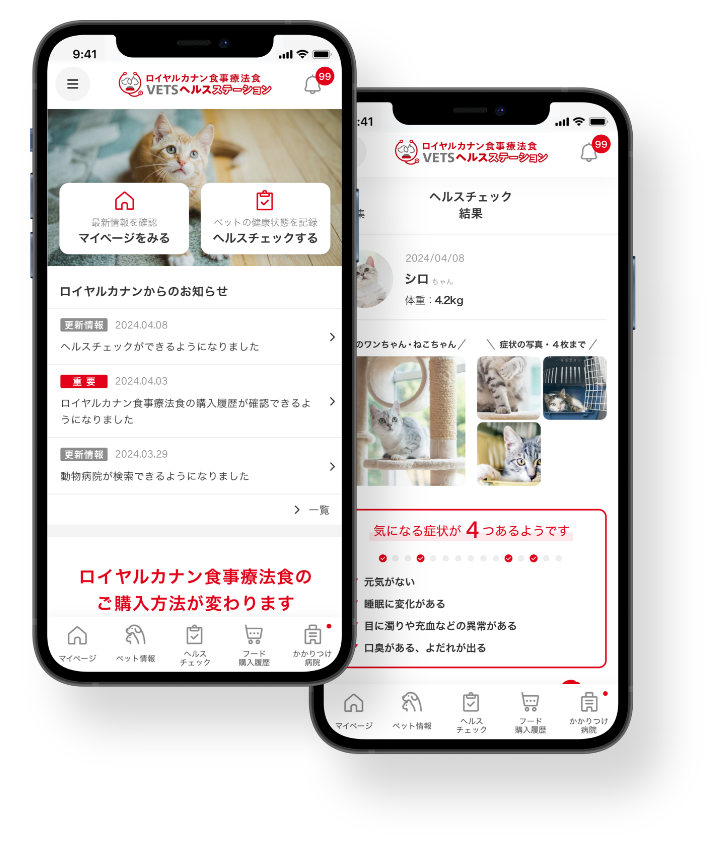 9:41
ロイヤルカナン食事療法食
VETSヘルスステーション
99
最新情報を確認
マイページをみる
ペットの健康状態を記録
ヘルスチェックする
ロイヤルカナンからのお知らせ
更新情報 2024.04.08
ヘルスチェックができるようになりました
重 要 2024.04.03
ロイヤルカナン食事療法食の購入履歴が確認できるよ
うになりました
更新情報 2024.03.29
動物病院が検索できるようになりました
一覧
ロイヤルカナン食事療法食の
ご購入方法が変わります
マイページ
ペット情報
ヘルス
チェック
フード
購入履歴
かかりつけ
病院
:41
ロイヤルカナン食事療法食
VETSヘルスステーション
99
ヘルスチェック
結果
集
2024/04/08
シロ ちゃん
体重：4.2kg
のワンちゃん・ねこちゃん／
＼ 症状の写真・４枚まで ／
気になる症状が 4 つあるようです
元気がない
睡眠に変化がある
目に濁りや充血などの異常がある
口臭がある、よだれが出る
マイページ
ペット情報
ヘルス
チェック
フード
購入履歴
かかりつけ
病院